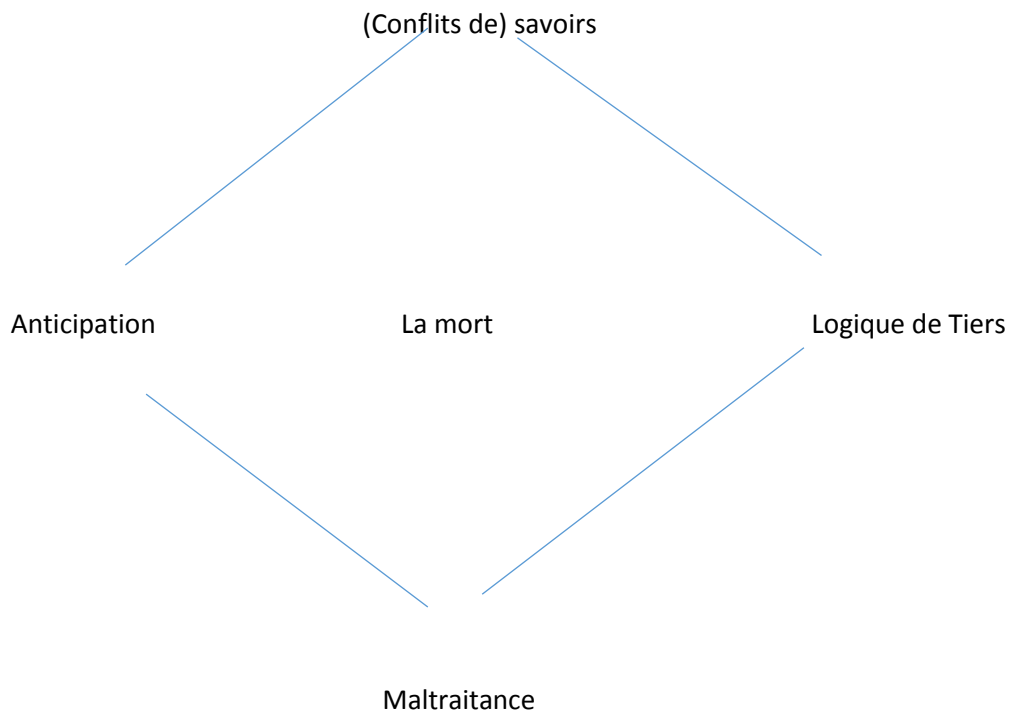 (Conflits de) savoirs
Anticipation
La mort
Logique de Tiers
Maltraitance